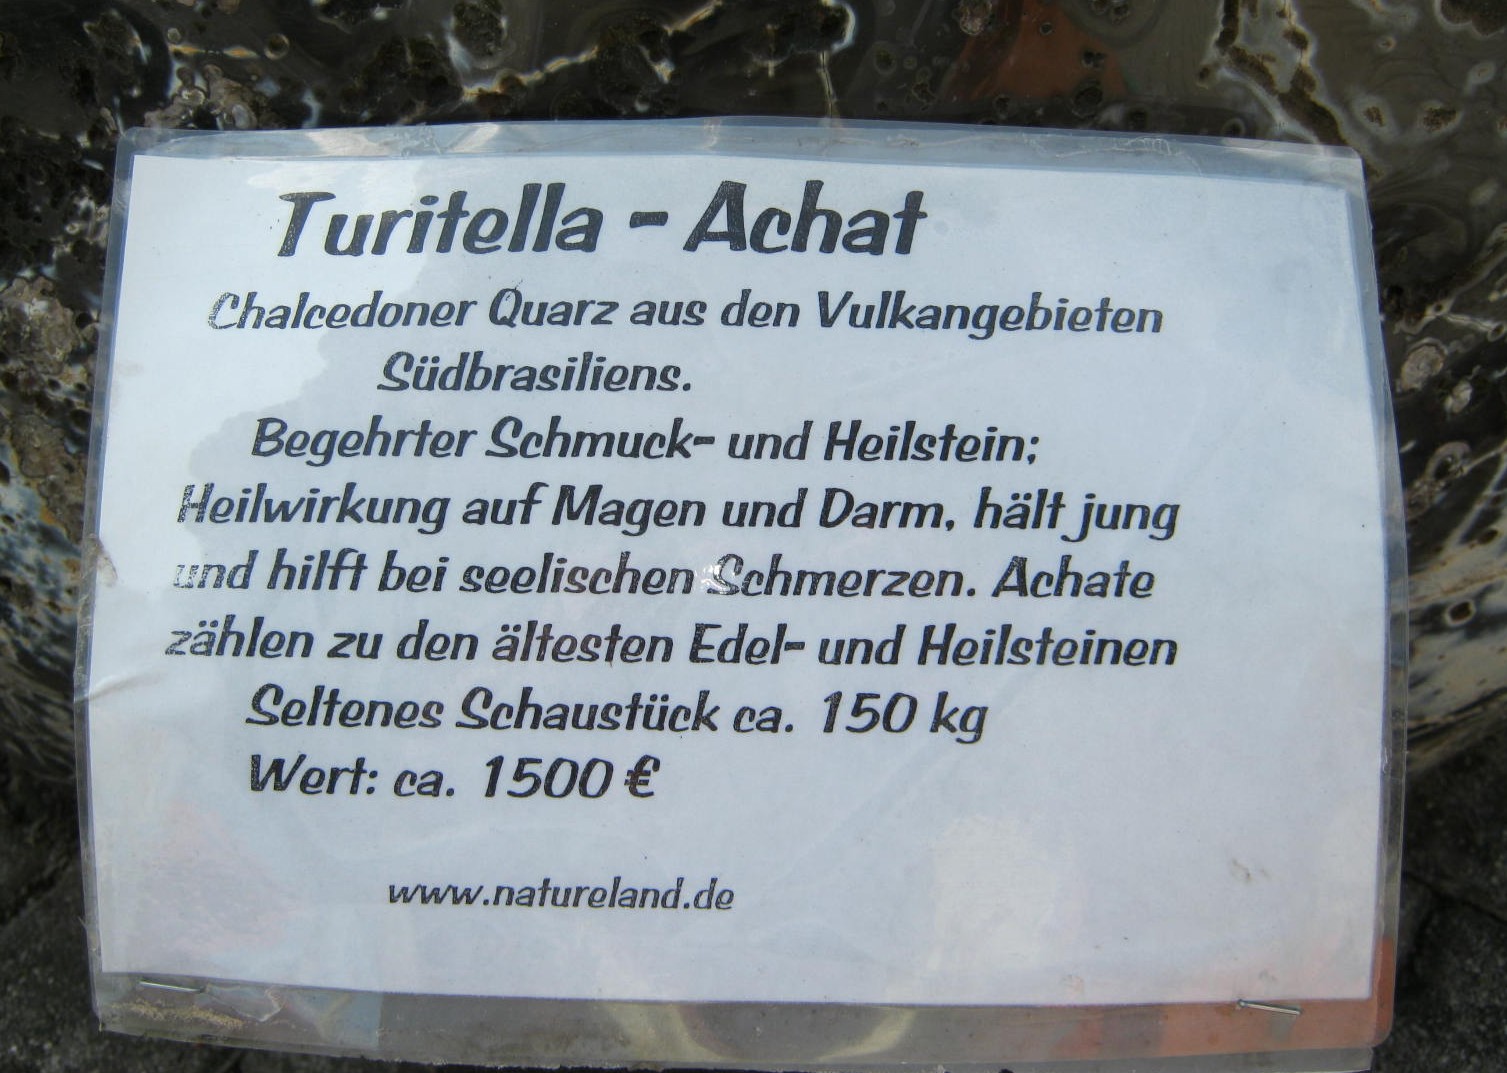 Turitella - Achat
Chalcedoner Quarz aus den Vulkangebieten
Südbrasiliens.
Begehrter Schmuck- und Heilstein;
Heilwirkung auf Magen und Darm, hält jung
und hilft bei seelischen Schmerzen. Achate
zählen zu den ältesten Edel- und Heilsteinen
Seltenes Schaustück ca. 150 kg
Wert: ca. 1500 €
www.natureland.de